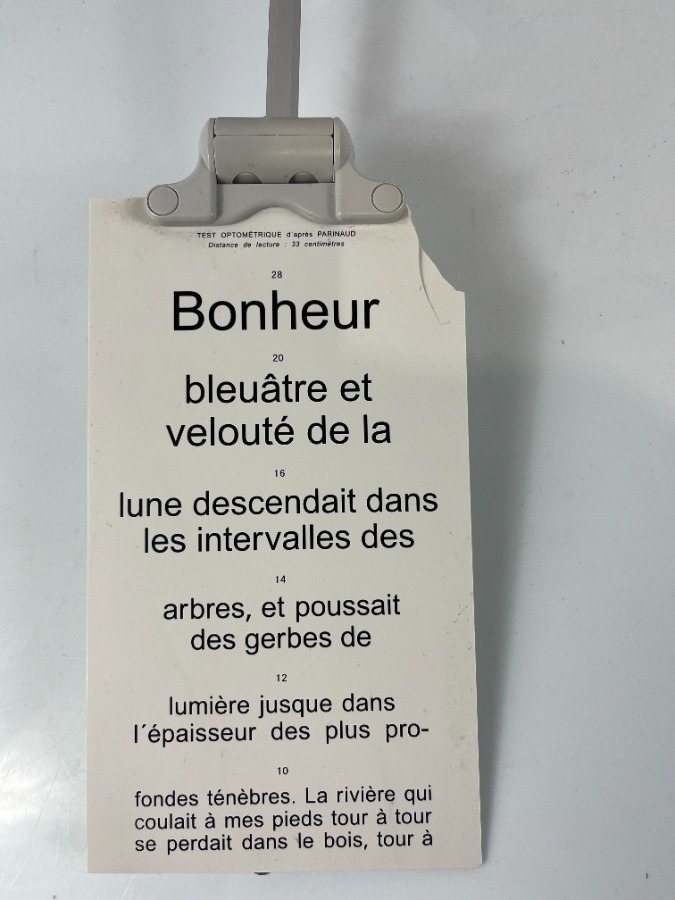 TEST OPTOMÉTRIQUE d'après PARINAUD
Distance de lecture : 33 centimètres
28
Bonheur
20
bleuâtre et
velouté de la
16
lune descendait dans
les intervalles des
14
arbres, et poussait
des gerbes de
12
lumière jusque dans
l´épaisseur des plus pro-
10
fondes ténèbres. La rivière qui
coulait à mes pieds tour à tour
se perdait dans le bois, tour à